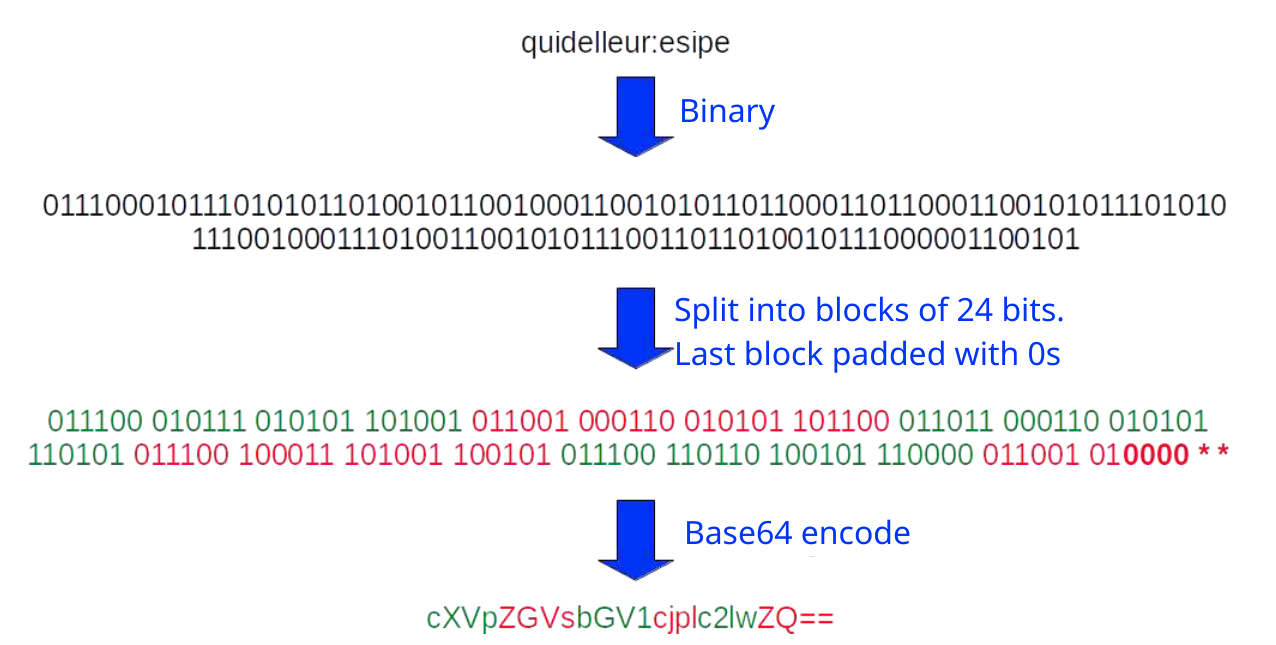 quidelleur:esipe
Binary
0111000101110101011010010110010001100101011011000110110001100101011101010
1110010001110100110010101110011011010010111000001100101
Split into blocks of 24 bits.
Last block padded with 0s
011100 010111 010101 101001 011001 000110 010101 101100 011011 000110 010101
110101 011100 100011 101001 100101 011100 110110 100101 110000 011001 010000 * *
Base64 encode
cXVpZGVsbGV1cjplc2lwZQ==